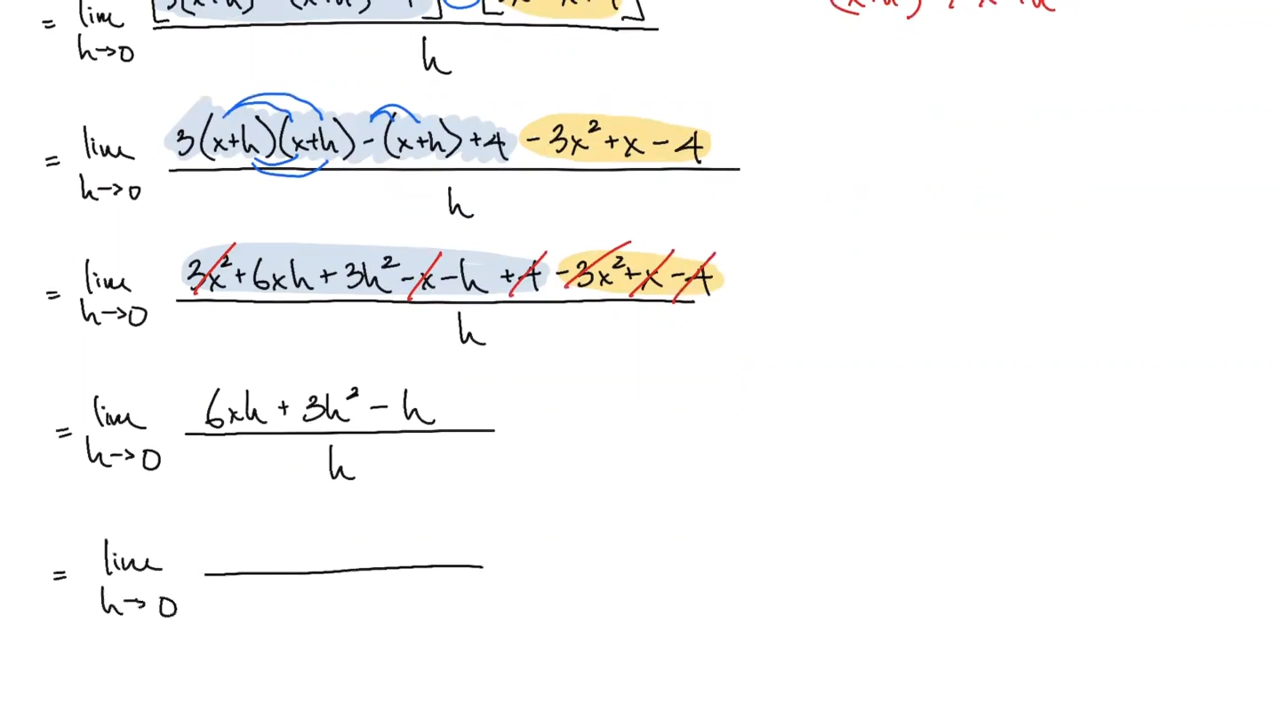 = lim
h→0 h
= lim 3(x+h)(x+h) -(x+h) +4 - 3x² + x - 4
h→0 h
= lim 3x² + 6xh + 3h² - x - h + 4 - 3x² + x - 4
h→0 h
= lim 6xh + 3h² - h
h→0 h
= lim
h→0